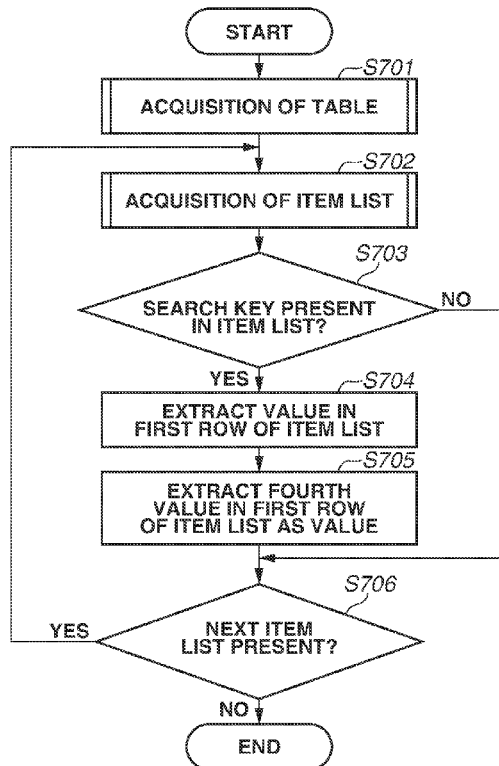 START
S701
ACQUISITION OF TABLE
S702
ACQUISITION OF ITEM LIST
S703
SEARCH KEY PRESENT
IN ITEM LIST?
NO
YES
S704
EXTRACT VALUE IN
FIRST ROW OF ITEM LIST
S705
EXTRACT FOURTH
VALUE IN FIRST ROW
OF ITEM LIST AS VALUE
S706
YES
NEXT ITEM
LIST PRESENT?
NO
END